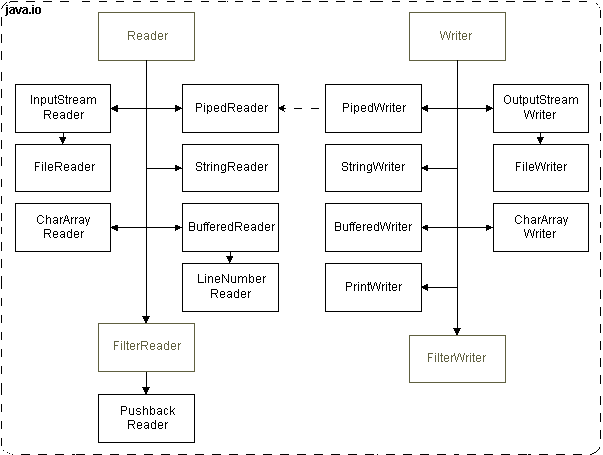 java.io
Reader
Writer
InputStream
Reader
PipedReader
PipedWriter
OutputStream
Writer
FileReader
StringReader
StringWriter
FileWriter
CharArray
Reader
BufferedReader
BufferedWriter
CharArray
Writer
LineNumber
Reader
PrintWriter
FilterReader
FilterWriter
Pushback
Reader